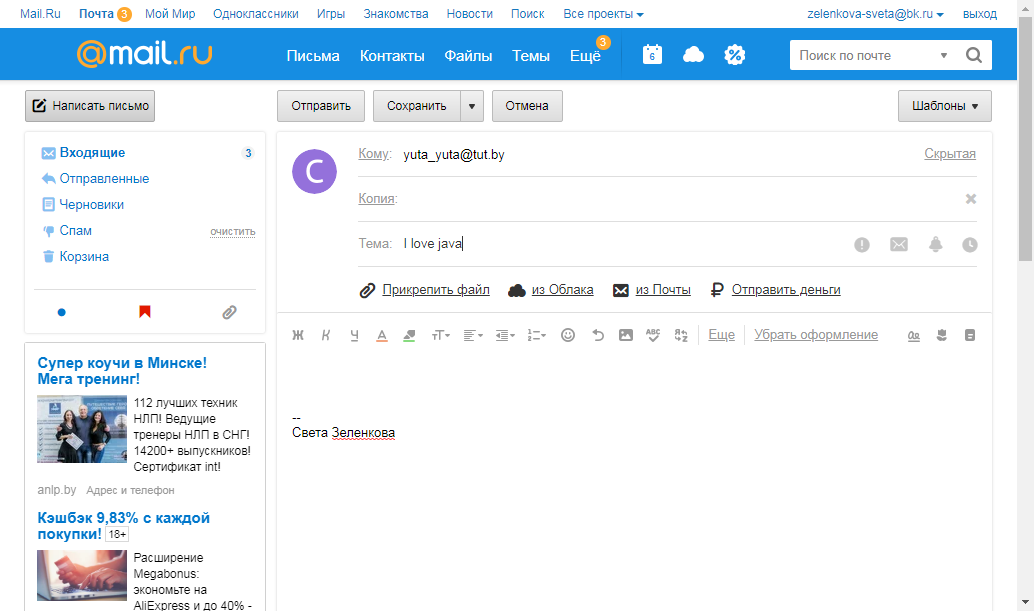 Mail.Ru Почта 3 Мой Мир Одноклассники Игры Знакомства Новости Поиск Все проекты zelenkova-sveta@bk.ru выход
@mail.ru Письма Контакты Файлы Темы Ещё 3 6 % Поиск по почте
Написать письмо Отправить Сохранить Отмена Шаблоны
Входящие 3
Отправленные
Черновики
Спам очистить
Корзина
С
Кому: yuta_yuta@tut.by Скрытая
Копия:
Тема: I love java
Прикрепить файл из Облака из Почты Отправить деньги
Ж К Ч А тТ ABC Еще Убрать оформление
--
Света Зеленкова
Супер коучи в Минске!
Мега тренинг!
112 лучших техник
НЛП! Ведущие
тренеры НЛП в СНГ!
14200+ выпускников!
Сертификат int!
anlp.by Адрес и телефон
Кэшбэк 9,83% с каждой
покупки! 18+
Расширение
Megabonus:
экономьте на
AliExpress и до 40% -